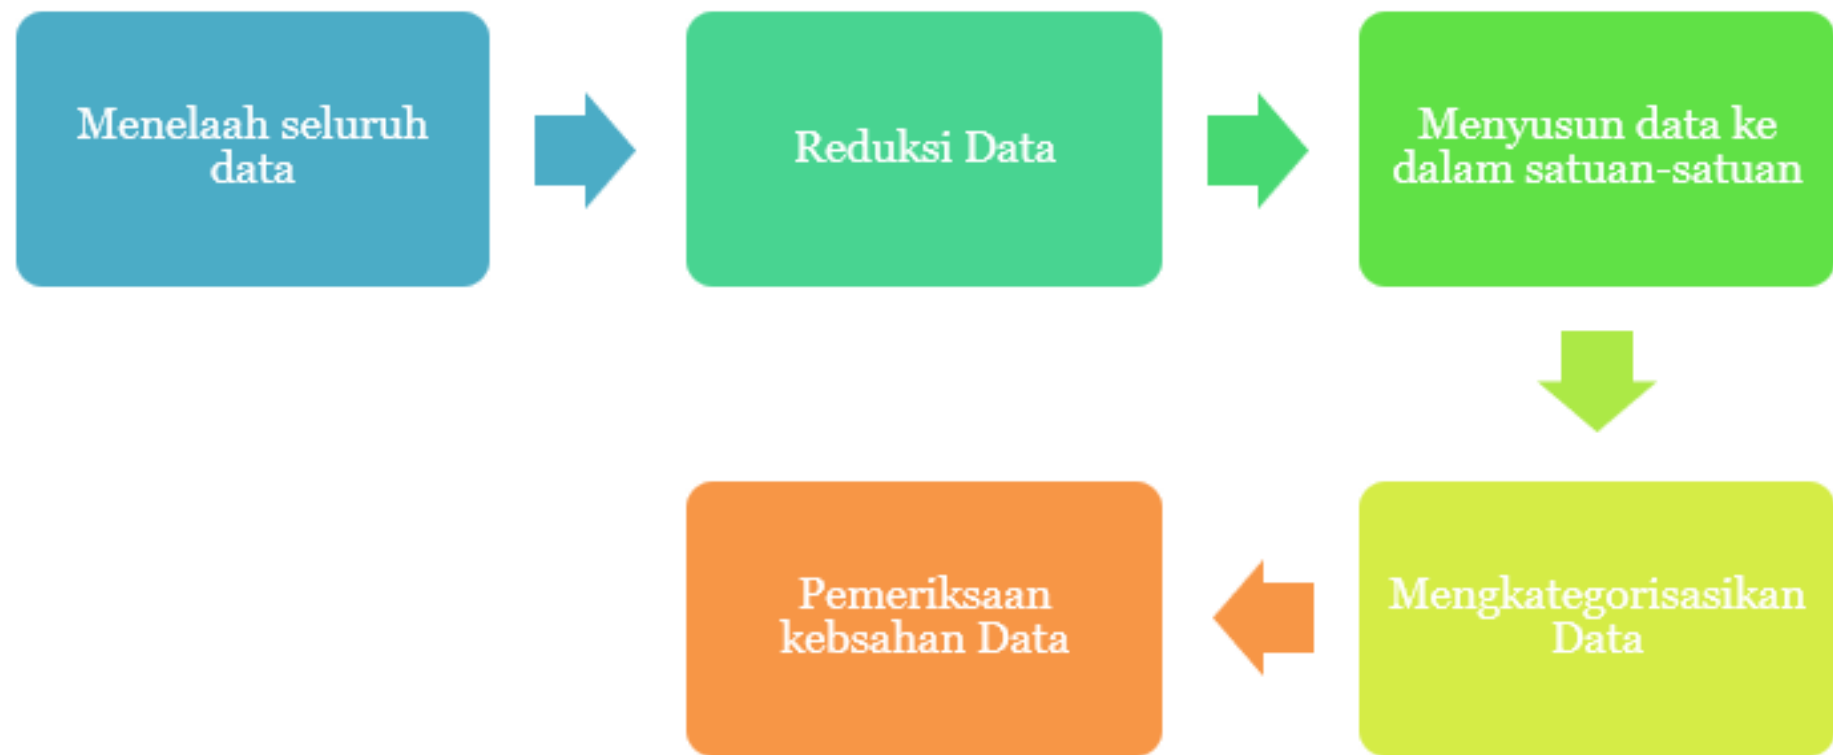 Menelaah seluruh
data
Reduksi Data
Menyusun data ke
dalam satuan-satuan
Mengkategorisasikan
Data
Pemeriksaan
kebsahan Data